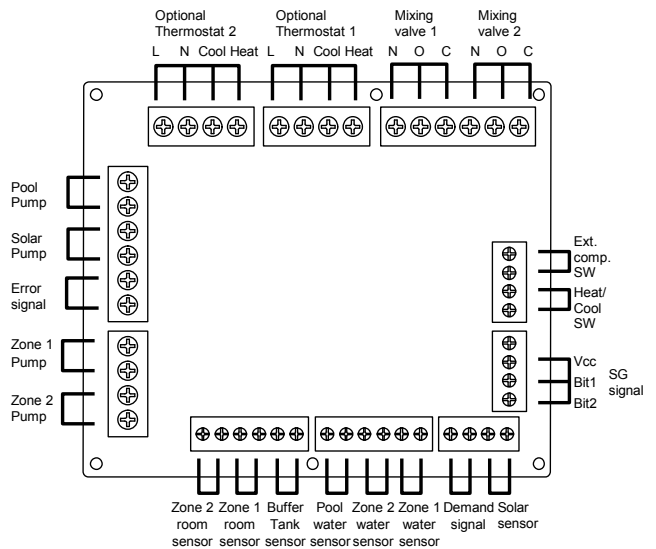 Optional
Thermostat 2
L N Cool Heat
Optional
Thermostat 1
L N Cool Heat
Mixing
valve 1
N O C
Mixing
valve 2
N O C
Pool
Pump
Solar
Pump
Error
signal
Zone 1
Pump
Zone 2
Pump
Ext.
comp.
SW
Heat/
Cool
SW
Vcc
Bit1
Bit2
SG
signal
Zone 2
room
sensor
Zone 1
room
sensor
Buffer
Tank
sensor
Pool
water
sensor
Zone 2
water
sensor
Zone 1
water
sensor
Demand
signal
Solar
sensor